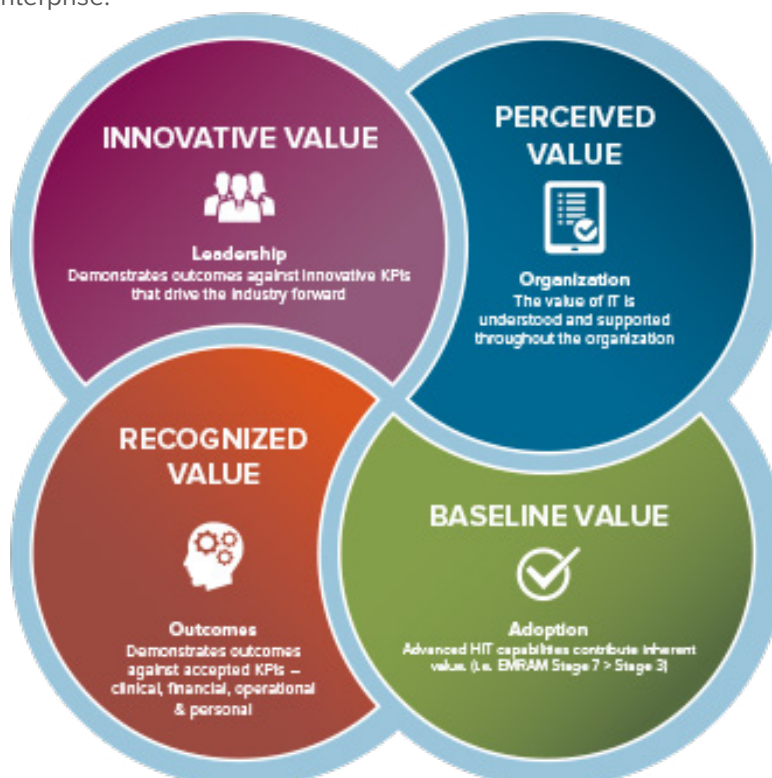 nterprise.
INNOVATIVE VALUE
Leadership
Demonstrates outcomes against innovative KPIs
that drive the industry forward
PERCEIVED
VALUE
Organization
The value of IT is
understood and supported
throughout the organization
RECOGNIZED
VALUE
Outcomes
Demonstrates outcomes
against accepted KPIs –
clinical, financial, operational
& personal
BASELINE VALUE
Adoption
Advanced HIT capabilities contribute inherent
value. (i.e. EMRAM Stage 7 > Stage 3)